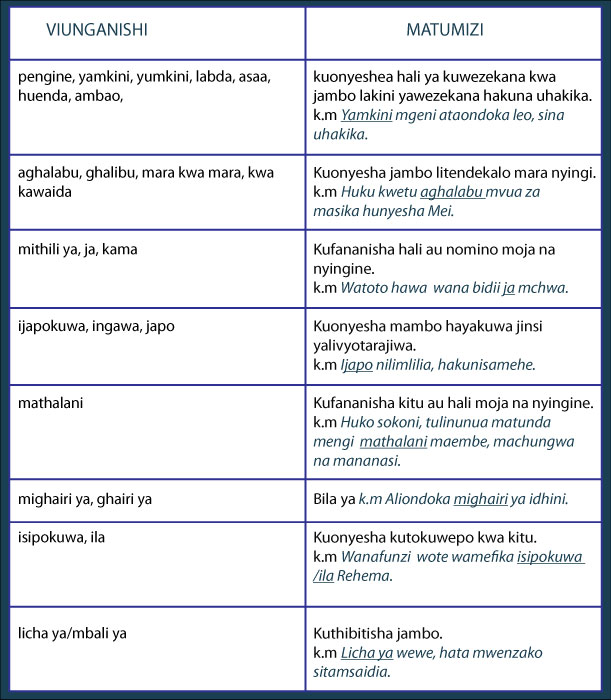 VIUNGANISHI
MATUMIZI
pengine, yamkini, yumkini, labda, asaa,
huenda, ambao,
kuonyeshea hali ya kuwezekana kwa
jambo lakini yawezekana hakuna uhakika.
k.m Yamkini mgeni ataondoka leo, sina
uhakika.
aghalabu, ghalibu, mara kwa mara, kwa
kawaida
Kuonyesha jambo litendekalo mara nyingi.
k.m Huku kwetu aghalabu mvua za
masika hunyesha Mei.
mithili ya, ja, kama
Kufananisha hali au nomino moja na
nyingine.
k.m Watoto hawa wana bidii ja mchwa.
ijapokuwa, ingawa, japo
Kuonyesha mambo hayakuwa jinsi
yalivyotarajiwa.
k.m Ijapo nilimlilia, hakunisamehe.
mathalani
Kufananisha kitu au hali moja na nyingine.
k.m Huko sokoni, tulinunua matunda
mengi mathalani maembe, machungwa
na mananasi.
mighairi ya, ghairi ya
Bila ya k.m Aliondoka mighairi ya idhini.
isipokuwa, ila
Kuonyesha kutokuwepo kwa kitu.
k.m Wanafunzi wote wamefika isipokuwa
/ila Rehema.
licha ya/mbali ya
Kuthibitisha jambo.
k.m Licha ya wewe, hata mwenzako
sitamsaidia.